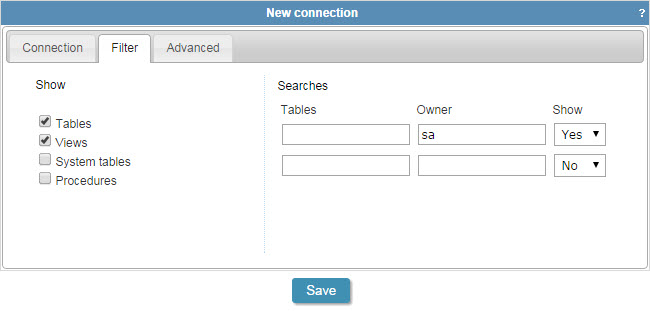 New connection ?
Connection Filter Advanced
Show
Tables
Views
System tables
Procedures
Searches
Tables Owner Show
sa Yes
No
Save